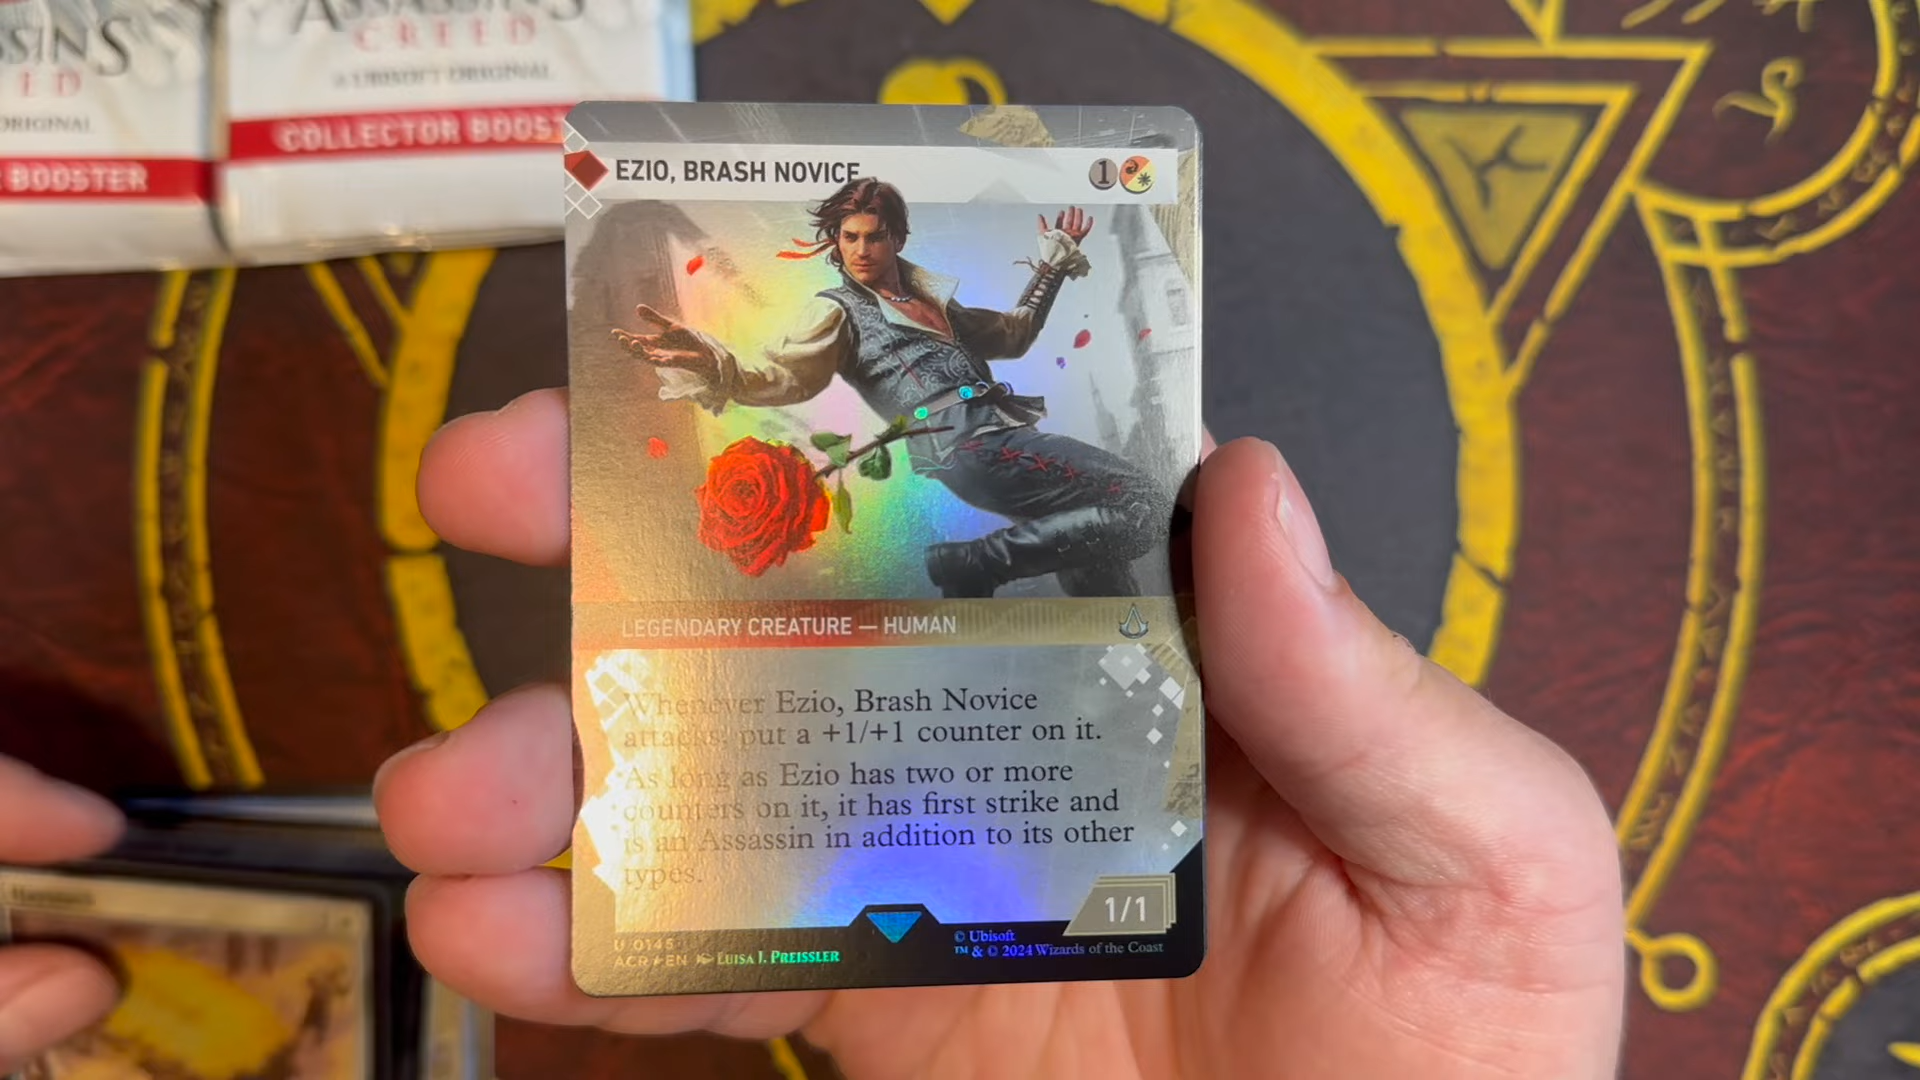 ASSASSIN'S
CREED
A UBISOFT ORIGINAL
COLLECTOR BOOST
SSINS
ED
ORIGINAL
R BOOSTER
EZIO, BRASH NOVICE
1
LEGENDARY CREATURE — HUMAN
Whenever Ezio, Brash Novice
attacks, put a +1/+1 counter on it.
As long as Ezio has two or more
counters on it, it has first strike and
is an Assassin in addition to its other
types.
1/1
U 0145
ACR★EN LUISA J. PREISSLER
© Ubisoft
™ & © 2024 Wizards of the Coast